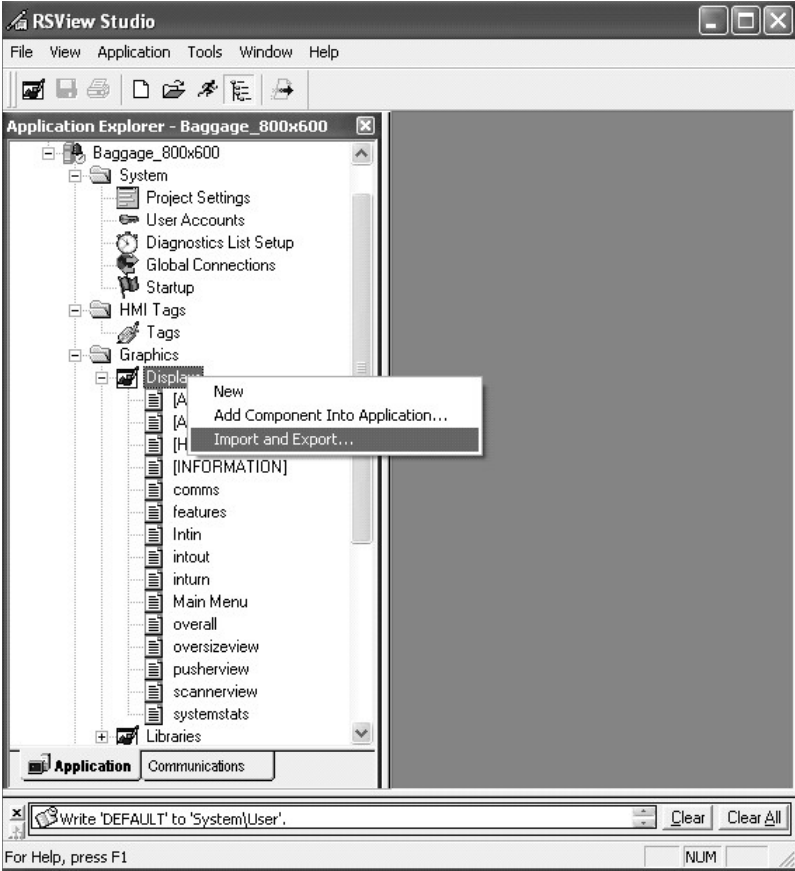 RSView Studio
File View Application Tools Window Help
Application Explorer - Baggage_800x600
Baggage_800x600
System
Project Settings
User Accounts
Diagnostics List Setup
Global Connections
Startup
HMI Tags
Tags
Graphics
New
Add Component Into Application...
Import and Export...
[INFORMATION]
comms
features
Intin
intout
inturn
Main Menu
overall
oversizeview
pusherview
scannerview
systemstats
Libraries
Application Communications
Write 'DEFAULT' to 'System\User'.
Clear Clear All
For Help, press F1
NUM